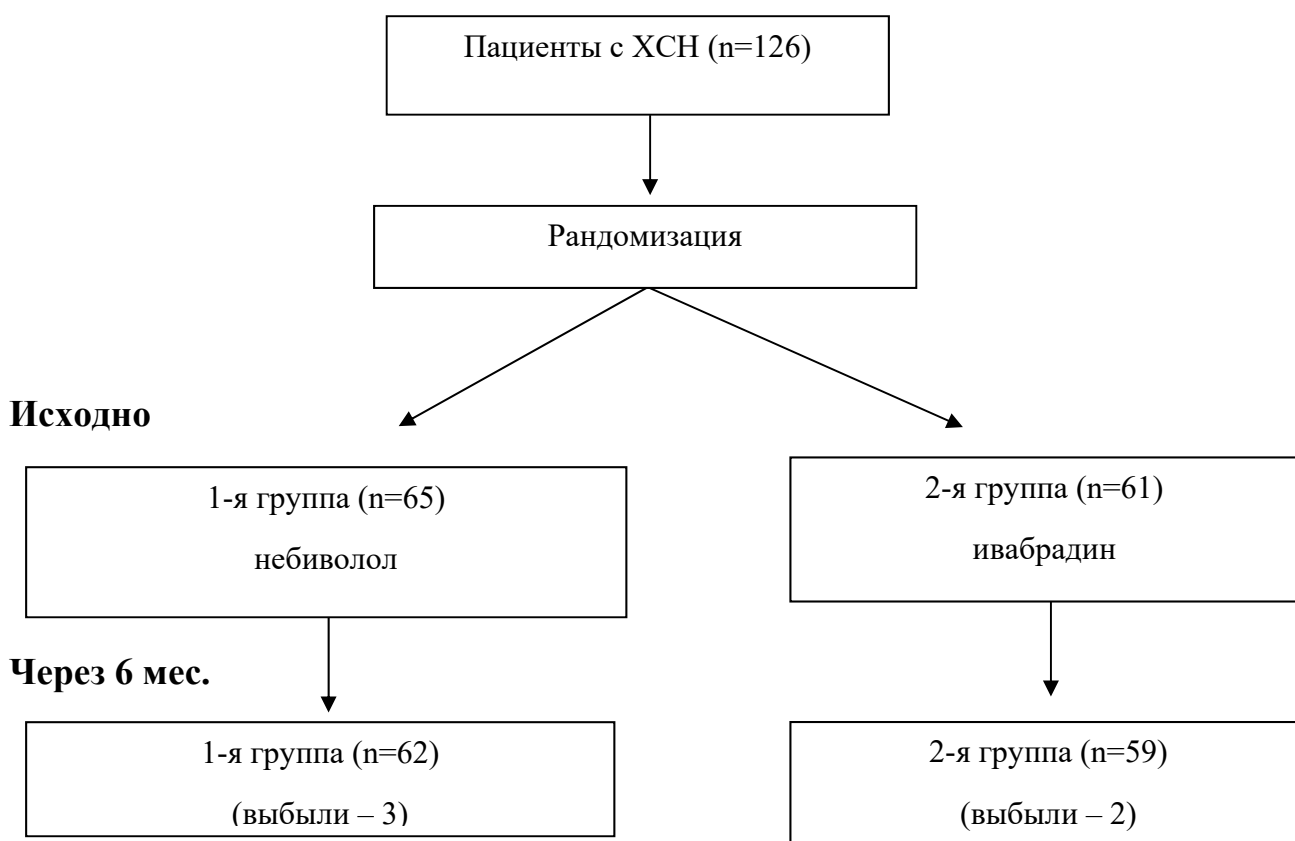 Пациенты с ХСН (n=126)
Рандомизация
Исходно
1-я группа (n=65)
небиволол
2-я группа (n=61)
ивабрадин
Через 6 мес.
1-я группа (n=62)
(выбыли – 3)
2-я группа (n=59)
(выбыли – 2)